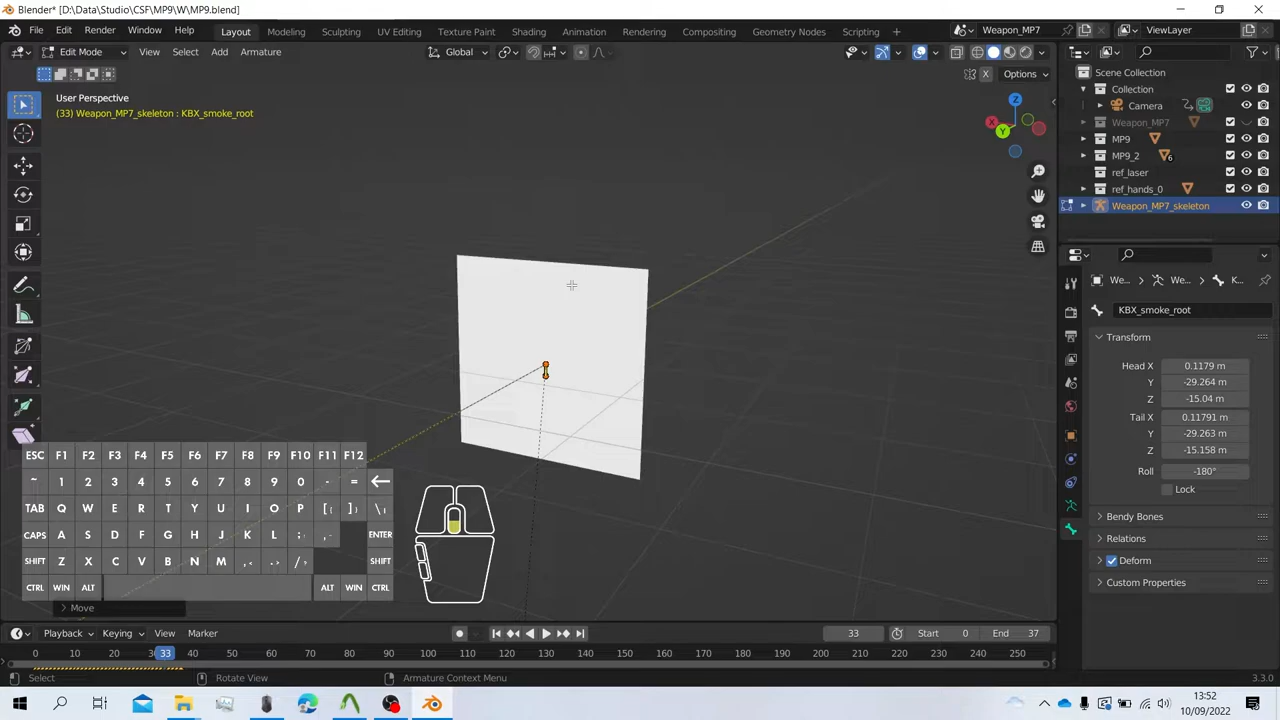 Blender* [D:\Data\Studio\CSF\MP9\W\MP9.blend]
File Edit Render Window Help Layout Modeling Sculpting UV Editing Texture Paint Shading Animation Rendering Compositing Geometry Nodes Scripting + Weapon_MP7 ViewLayer
Edit Mode View Select Add Armature Global
X Options
User Perspective
(33) Weapon_MP7_skeleton : KBX_smoke_root
Z
X
Y
Scene Collection
Collection
Camera
Weapon_MP7
MP9
MP9_2 6
ref_laser
ref_hands_0
Weapon_MP7_skeleton
We... We... K...
KBX_smoke_root
Transform
Head X 0.1179 m
Y -29.264 m
Z -15.04 m
Tail X 0.11791 m
Y -29.263 m
Z -15.158 m
Roll -180°
Lock
Bendy Bones
Relations
Deform
Custom Properties
ESC F1 F2 F3 F4 F5 F6 F7 F8 F9 F10 F11 F12
~ 1 2 3 4 5 6 7 8 9 0 - =
TAB Q W E R T Y U I O P [{ ]} \|
CAPS A S D F G H J K L ENTER
SHIFT Z X C V B N M SHIFT
CTRL WIN ALT ALT WIN CTRL
Move
Playback Keying View Marker 33 Start 0 End 37
0 10 20 33 40 50 60 70 80 90 100 110 120 130 140 150 160 170 180 190 200 210 220 230 240 250
Select Rotate View Armature Context Menu 3.3.0
13:52
10/09/2022